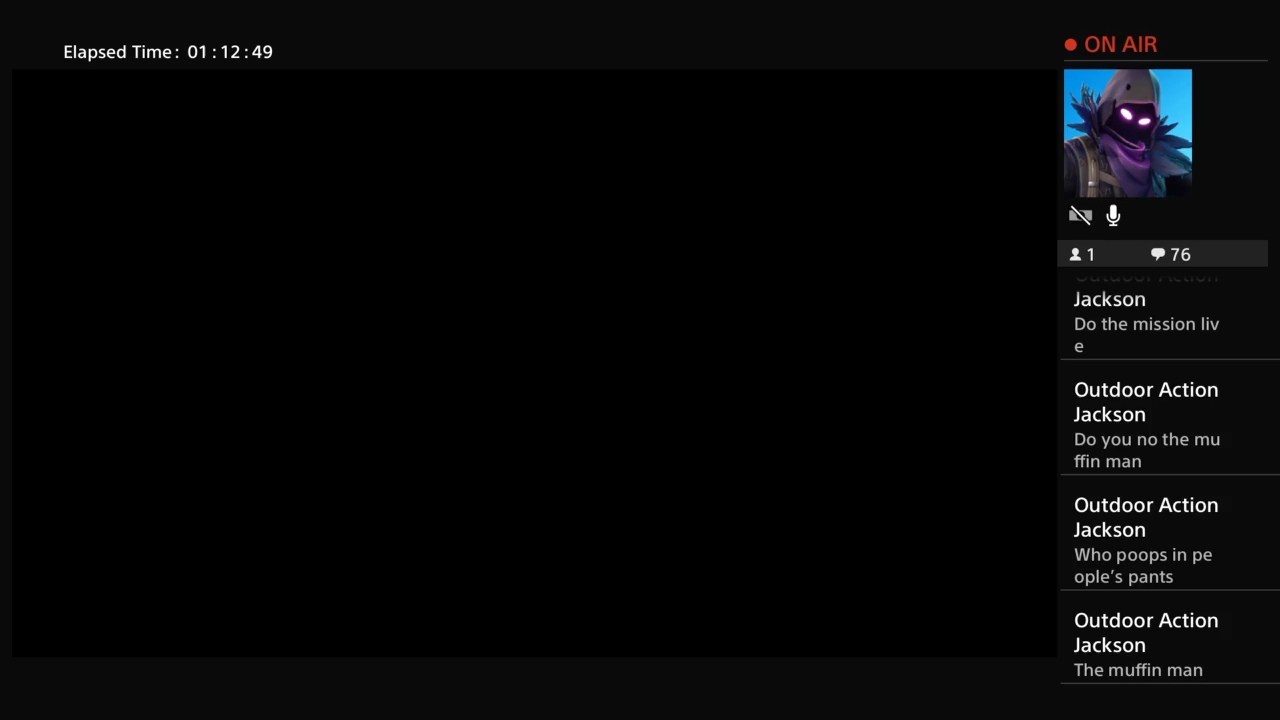 Elapsed Time: 01:12:49
ON AIR
1 76
Outdoor Action
Jackson
Do the mission liv
e
Outdoor Action
Jackson
Do you no the mu
ffin man
Outdoor Action
Jackson
Who poops in pe
ople’s pants
Outdoor Action
Jackson
The muffin man